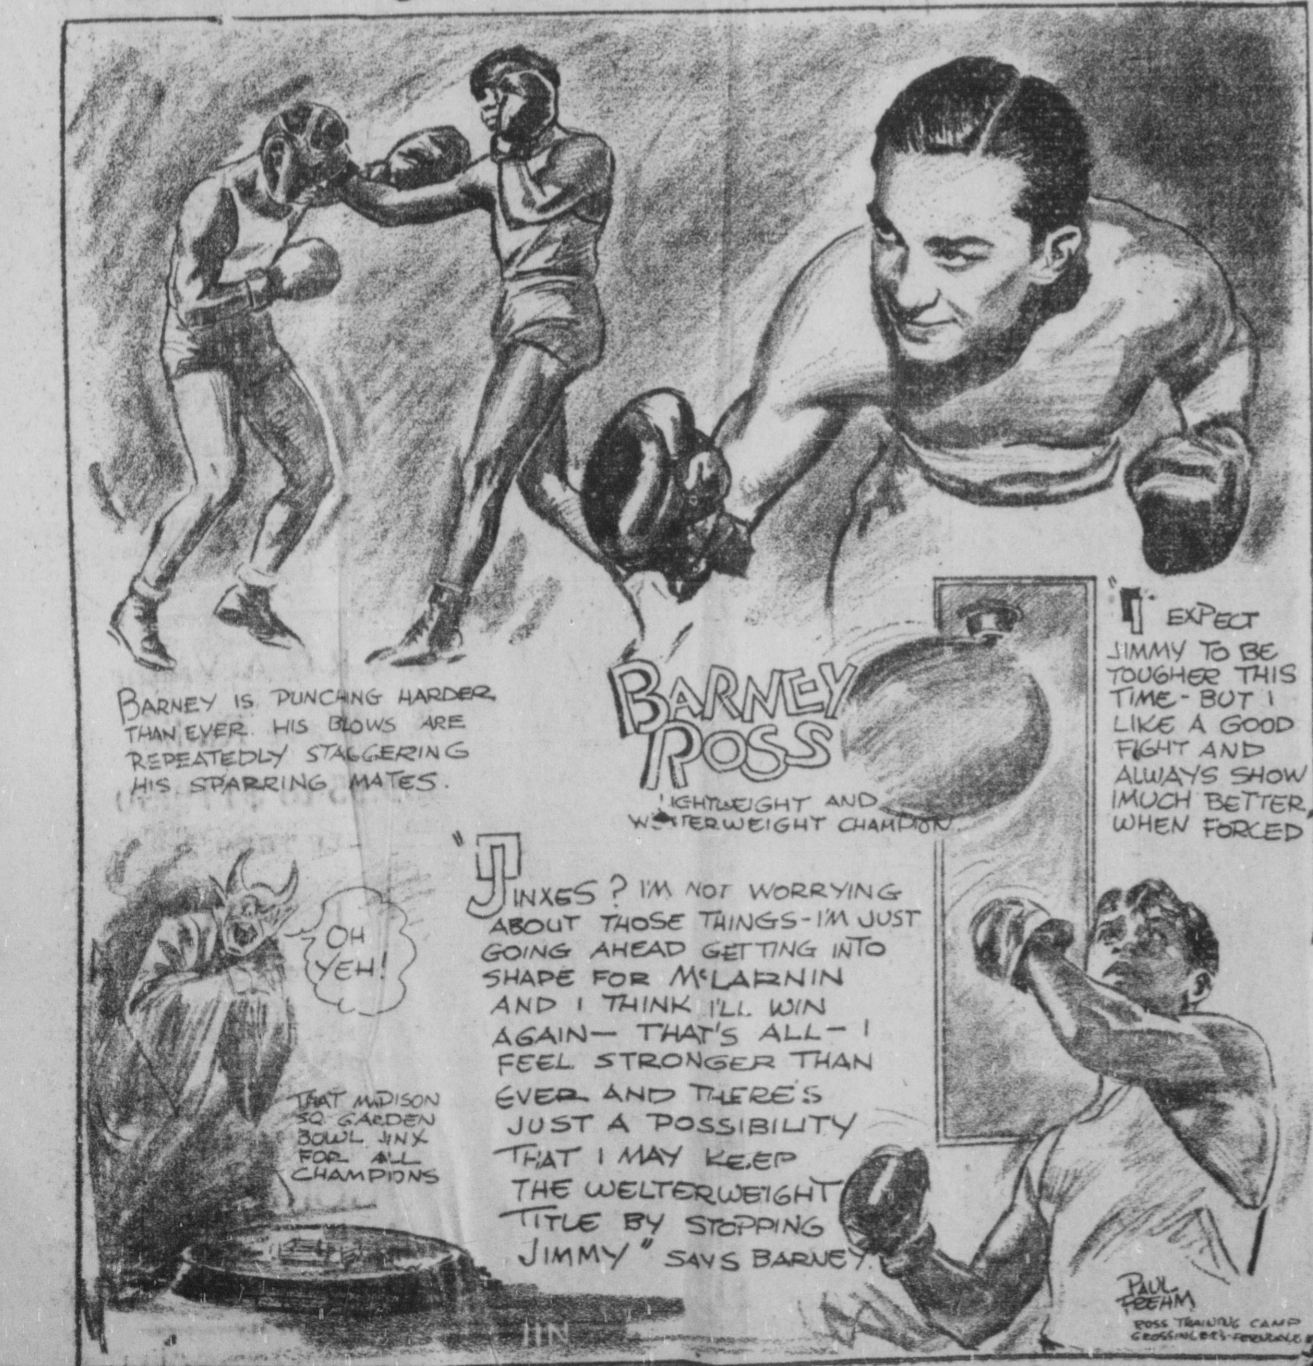 BARNEY IS PUNCHNG HARDER
THAN EVER. HIS BLOWS ARE
REPEATEDLY STAGGERING
HIS SPARRING MATES.
BARNEY
ROSS
LIGHTWEIGHT AND
WELTERWEIGHT CHAMPION
"I EXPECT
JIMMY TO BE
TOUGHER THIS
TIME - BUT I
LIKE A GOOD
FIGHT AND
ALWAYS SHOW
MUCH BETTER,
WHEN FORCED"
OH
YEH!
THAT MADISON
SQ. GARDEN
BOWL JINX
FOR ALL
CHAMPIONS
"JINXES? I'M NOT WORRYING
ABOUT THOSE THINGS - I'M JUST
GOING AHEAD GETTING INTO
SHAPE FOR McLARNIN
AND I THINK I'LL WIN
AGAIN — THAT'S ALL — I
FEEL STRONGER THAN
EVER AND THERE'S
JUST A POSSIBILITY
THAT I MAY KEEP
THE WELTERWEIGHT
TITLE BY STOPPING
JIMMY" SAYS BARNEY.
PAUL
FREHM
ROSS TRAINING CAMP
GROSSINGERS-FERNDALE